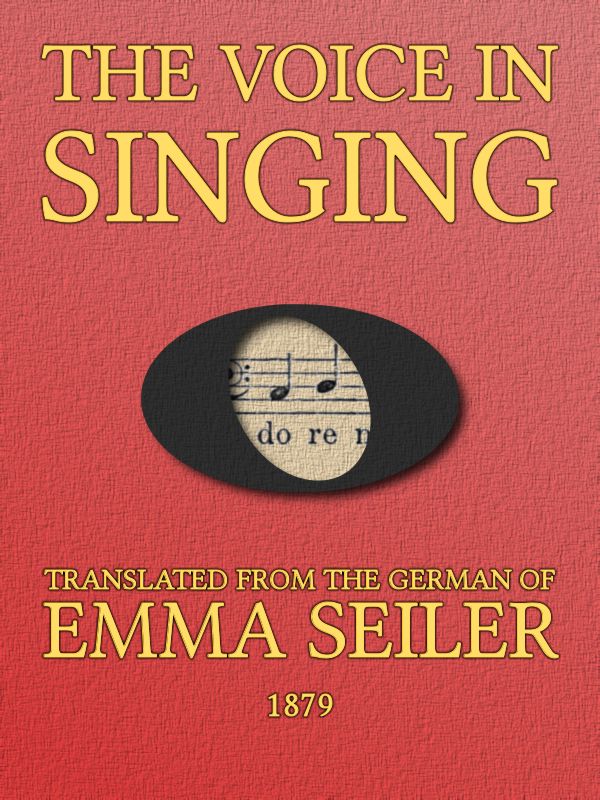 THE VOICE IN
SINGING
do re
TRANSLATED FROM THE GERMAN OF
EMMA SEILER
1879